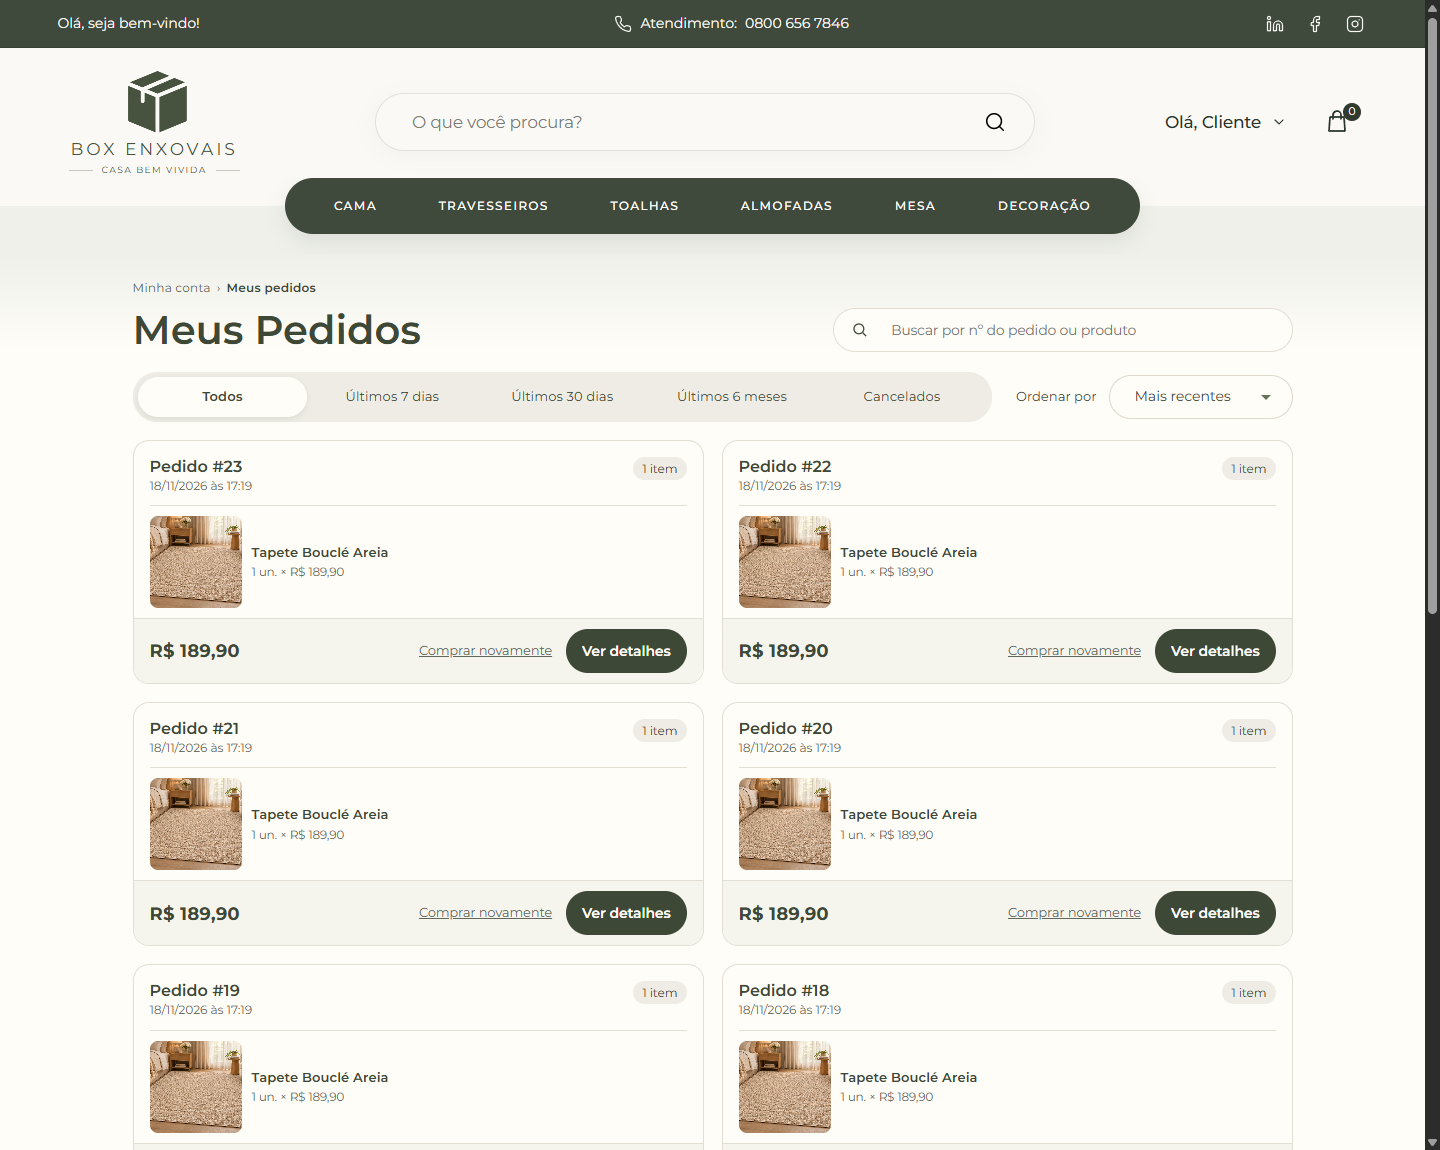 Olá, seja bem-vindo!
Atendimento: 0800 656 7846
BOX ENXOVAIS
CASA BEM VIVIDA
O que você procura?
Olá, Cliente
0
CAMA
TRAVESSEIROS
TOALHAS
ALMOFADAS
MESA
DECORAÇÃO
Minha conta › Meus pedidos
Meus Pedidos
Buscar por nº do pedido ou produto
Todos
Últimos 7 dias
Últimos 30 dias
Últimos 6 meses
Cancelados
Ordenar por
Mais recentes
Pedido #23
1 item
18/11/2026 às 17:19
Tapete Bouclé Areia
1 un. × R$ 189,90
R$ 189,90
Comprar novamente
Ver detalhes
Pedido #22
1 item
18/11/2026 às 17:19
Tapete Bouclé Areia
1 un. × R$ 189,90
R$ 189,90
Comprar novamente
Ver detalhes
Pedido #21
1 item
18/11/2026 às 17:19
Tapete Bouclé Areia
1 un. × R$ 189,90
R$ 189,90
Comprar novamente
Ver detalhes
Pedido #20
1 item
18/11/2026 às 17:19
Tapete Bouclé Areia
1 un. × R$ 189,90
R$ 189,90
Comprar novamente
Ver detalhes
Pedido #19
1 item
18/11/2026 às 17:19
Tapete Bouclé Areia
1 un. × R$ 189,90
Pedido #18
1 item
18/11/2026 às 17:19
Tapete Bouclé Areia
1 un. × R$ 189,90